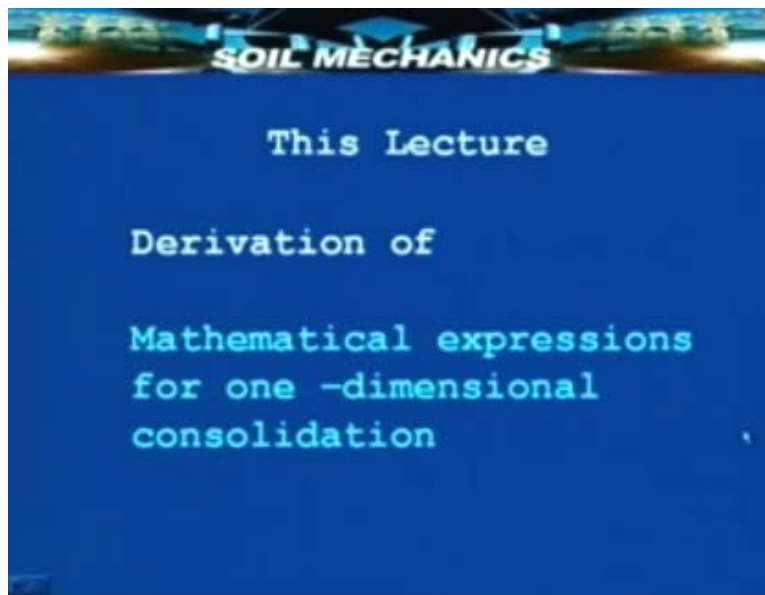 SOIL MECHANICS
This Lecture
Derivation of
Mathematical expressions
for one -dimensional
consolidation